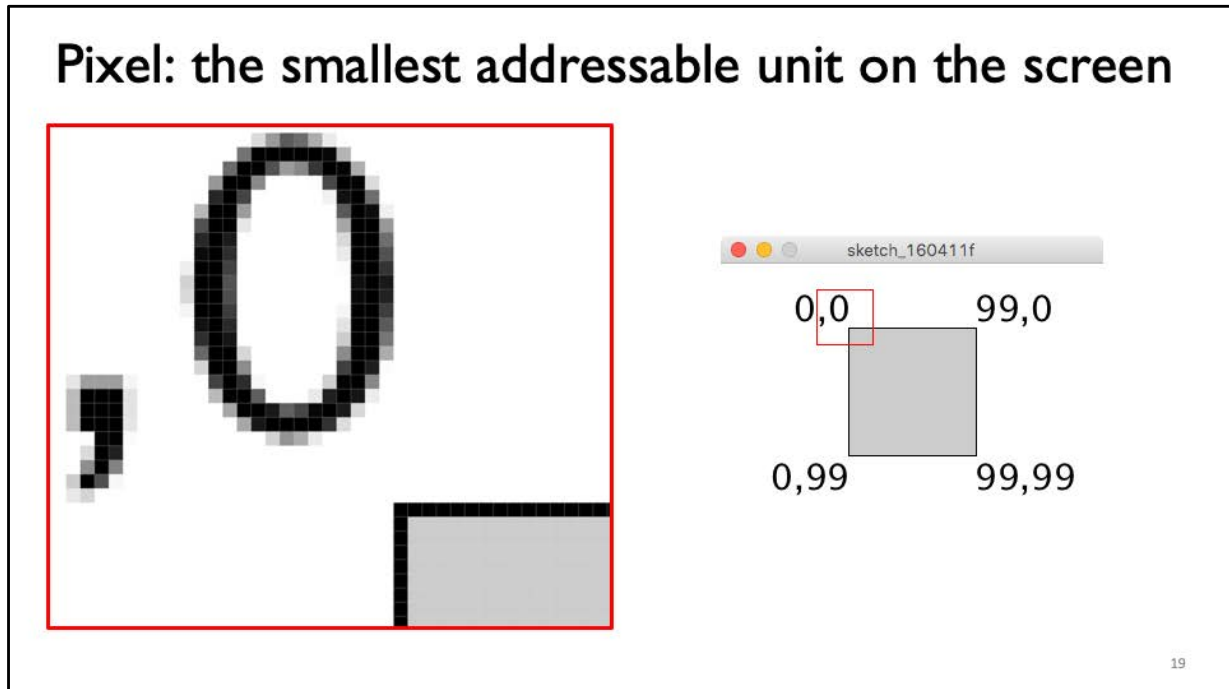 Pixel: the smallest addressable unit on the screen
,0
sketch_160411f
0,0 99,0
0,99 99,99
19